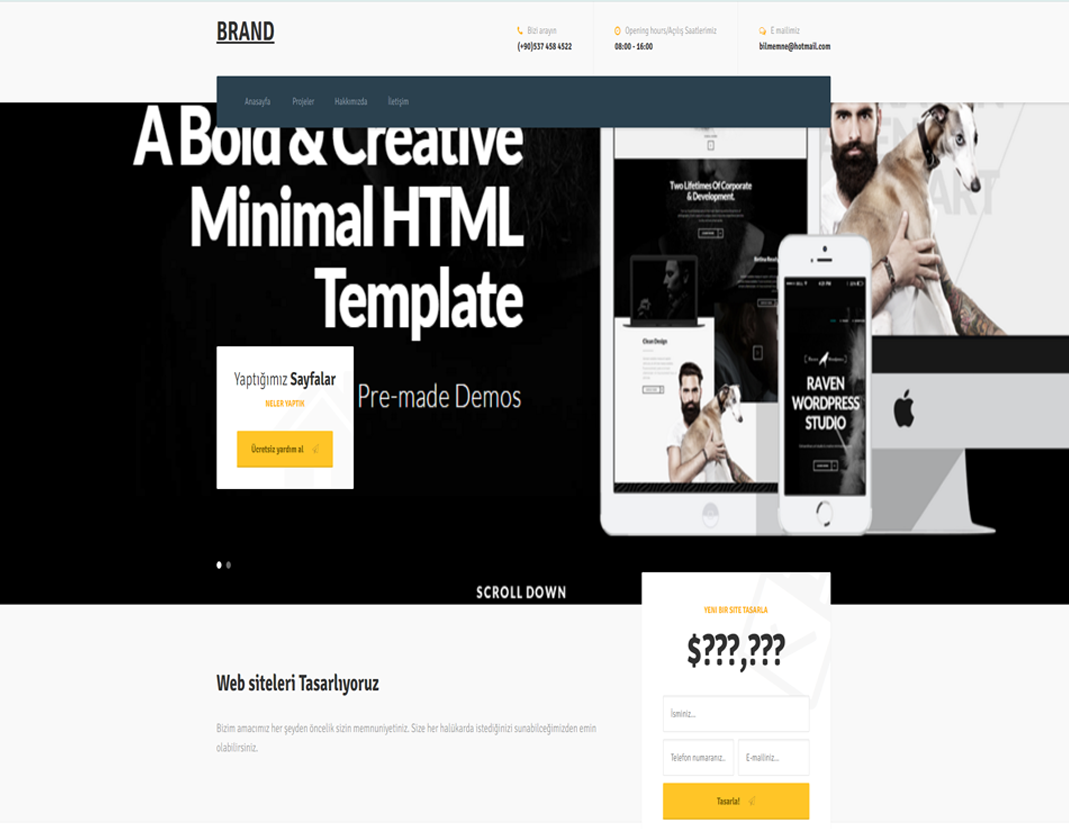 BRAND
Bizi arayın
(+90)537 458 4522
Opening hours/Açılış Saatlerimiz
08:00 - 16:00
E mailimiz
bilmemne@hotmail.com
Anasayfa Projeler Hakkımızda İletişim
A Bold & Creative
Minimal HTML
Template
Pre-made Demos
Yaptığımız Sayfalar
NELER YAPTIK
Ücretsiz yardım al
Two Lifetimes Of Corporate
& Development.
Clean Design
ART
RAVEN
WORDPRESS
STUDIO
SCROLL DOWN
YENI BIR SITE TASARLA
$???,???
İsminiz...
Telefon numaranız..
E-mailiniz...
Tasarla!
Web siteleri Tasarlıyoruz
Bizim amacımız her şeyden öncelik sizin memnuniyetiniz. Size her halükarda istediğinizi sunabilceğimizden emin
olabilirsiniz.